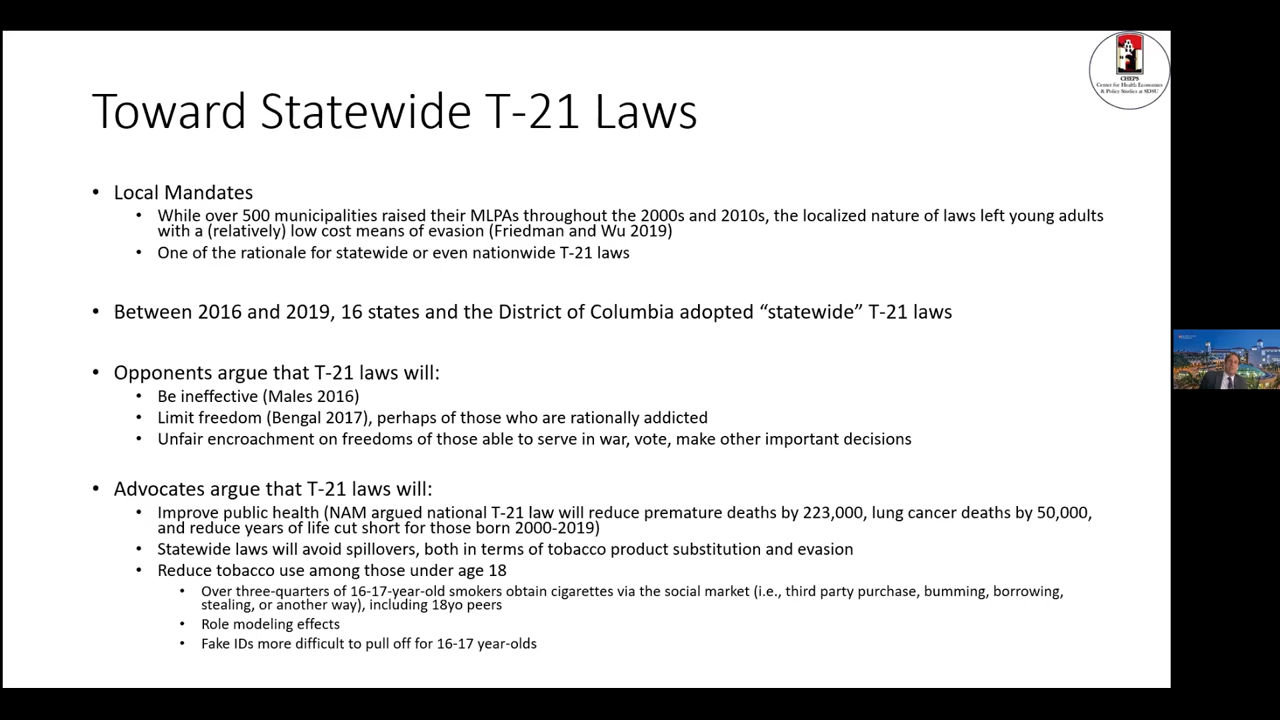 CHEPS
Center for Health Economics
& Policy Studies at SDSU
Toward Statewide T-21 Laws
• Local Mandates
• While over 500 municipalities raised their MLPAs throughout the 2000s and 2010s, the localized nature of laws left young adults
with a (relatively) low cost means of evasion (Friedman and Wu 2019)
• One of the rationale for statewide or even nationwide T-21 laws
• Between 2016 and 2019, 16 states and the District of Columbia adopted “statewide” T-21 laws
• Opponents argue that T-21 laws will:
• Be ineffective (Males 2016)
• Limit freedom (Bengal 2017), perhaps of those who are rationally addicted
• Unfair encroachment on freedoms of those able to serve in war, vote, make other important decisions
• Advocates argue that T-21 laws will:
• Improve public health (NAM argued national T-21 law will reduce premature deaths by 223,000, lung cancer deaths by 50,000,
and reduce years of life cut short for those born 2000-2019)
• Statewide laws will avoid spillovers, both in terms of tobacco product substitution and evasion
• Reduce tobacco use among those under age 18
• Over three-quarters of 16-17-year-old smokers obtain cigarettes via the social market (i.e., third party purchase, bumming, borrowing,
stealing, or another way), including 18yo peers
• Role modeling effects
• Fake IDs more difficult to pull off for 16-17 year-olds